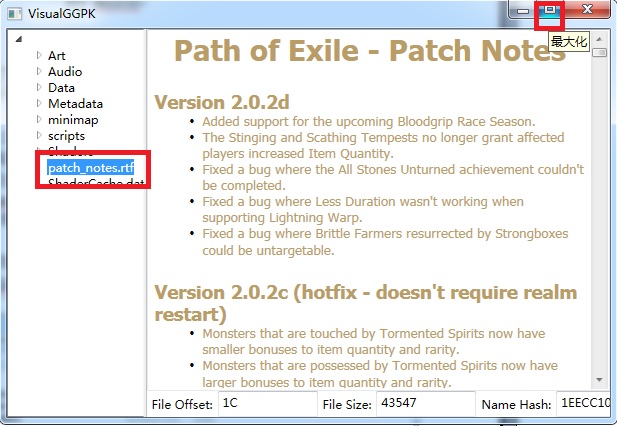 VisualGGPK
最大化
Art
Audio
Data
Metadata
minimap
scripts
Shaders
patch_notes.rtf
ShaderCache.dat
Path of Exile - Patch Notes
Version 2.0.2d
• Added support for the upcoming Bloodgrip Race Season.
• The Stinging and Scathing Tempests no longer grant affected
players increased Item Quantity.
• Fixed a bug where the All Stones Unturned achievement couldn't
be completed.
• Fixed a bug where Less Duration wasn't working when
supporting Lightning Warp.
• Fixed a bug where Brittle Farmers resurrected by Strongboxes
could be untargetable.
Version 2.0.2c (hotfix - doesn't require realm
restart)
• Monsters that are touched by Tormented Spirits now have
smaller bonuses to item quantity and rarity.
• Monsters that are possessed by Tormented Spirits now have
larger bonuses to item quantity and rarity.
File Offset: 1C File Size: 43547 Name Hash: 1EECC10